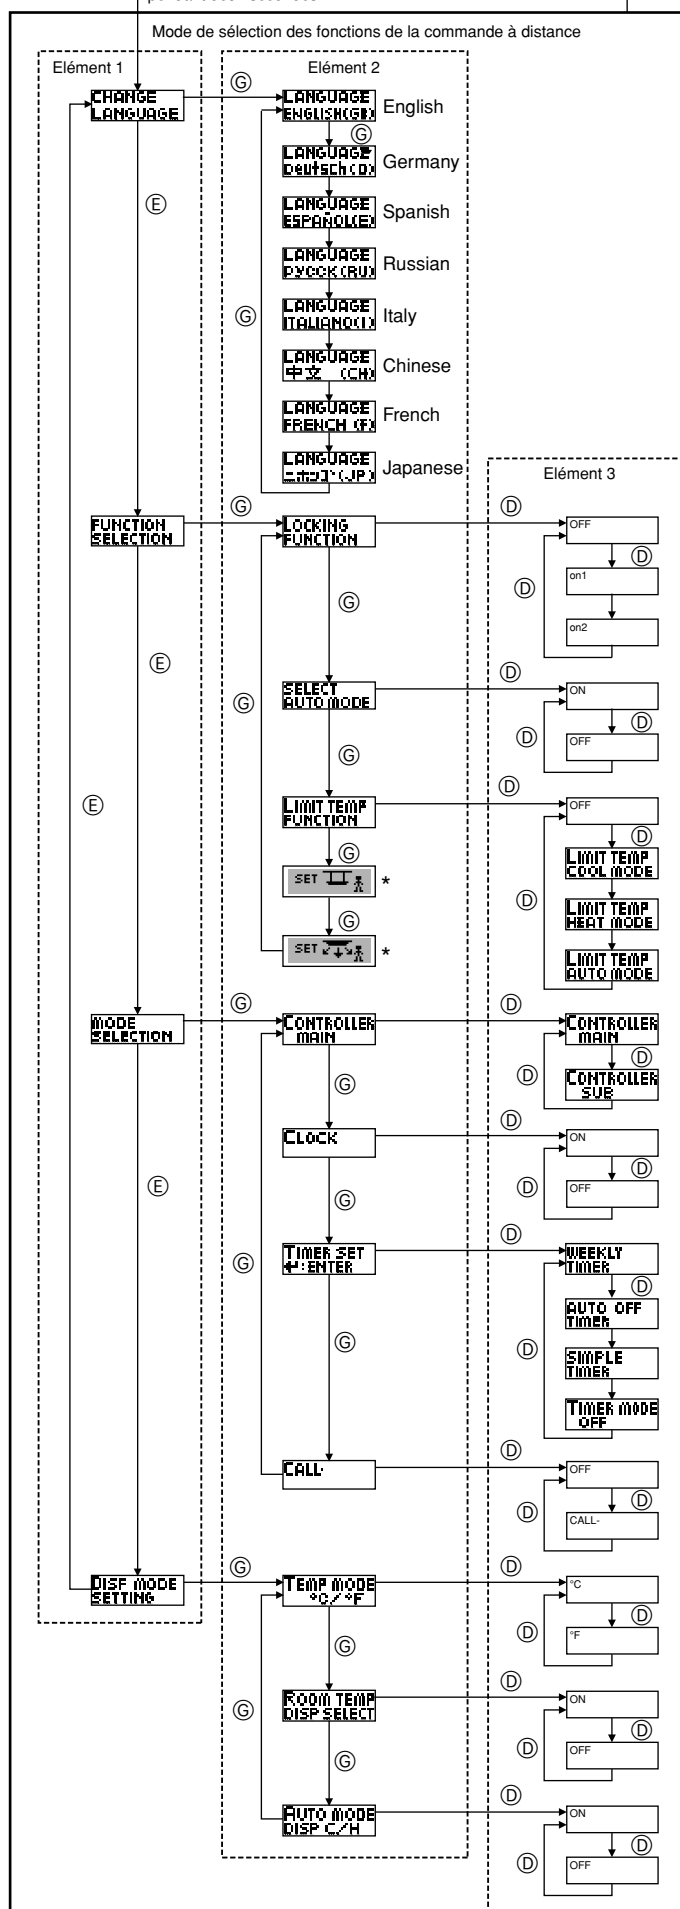 Mode de sélection des fonctions de la commande à distance
Elément 1
Elément 2
CHANGE
LANGUAGE
G
LANGUAGE
ENGLISH(GB)
English
G
LANGUAGE
Deutsch(D)
Germany
E
LANGUAGE
ESPAÑOL(E)
Spanish
LANGUAGE
РУССК(RU)
Russian
G
LANGUAGE
ITALIANO(I)
Italy
LANGUAGE
中文 (CH)
Chinese
LANGUAGE
FRENCH (F)
French
LANGUAGE
ニホンゴ(JP)
Japanese
Elément 3
FUNCTION
SELECTION
G
LOCKING
FUNCTION
D
OFF
D
on1
D
on2
G
E
G
SELECT
AUTO MODE
D
ON
D
OFF
D
G
E
LIMIT TEMP
FUNCTION
D
OFF
D
G
LIMIT TEMP
COOL MODE
SET
*
D
LIMIT TEMP
HEAT MODE
G
SET
*
LIMIT TEMP
AUTO MODE
MODE
SELECTION
G
CONTROLLER
MAIN
D
CONTROLLER
MAIN
D
D
CONTROLLER
SUB
G
CLOCK
D
ON
D
OFF
D
E
G
G
TIMER SET
↵:ENTER
D
WEEKLY
TIMER
D
AUTO OFF
TIMER
D
SIMPLE
TIMER
TIMER MODE
OFF
G
CALL-
D
OFF
D
CALL-
D
DISP MODE
SETTING
G
TEMP MODE
°C/°F
D
°C
D
°F
D
G
G
ROOM TEMP
DISP SELECT
D
ON
D
OFF
D
G
AUTO MODE
DISP C/H
D
ON
D
OFF
D